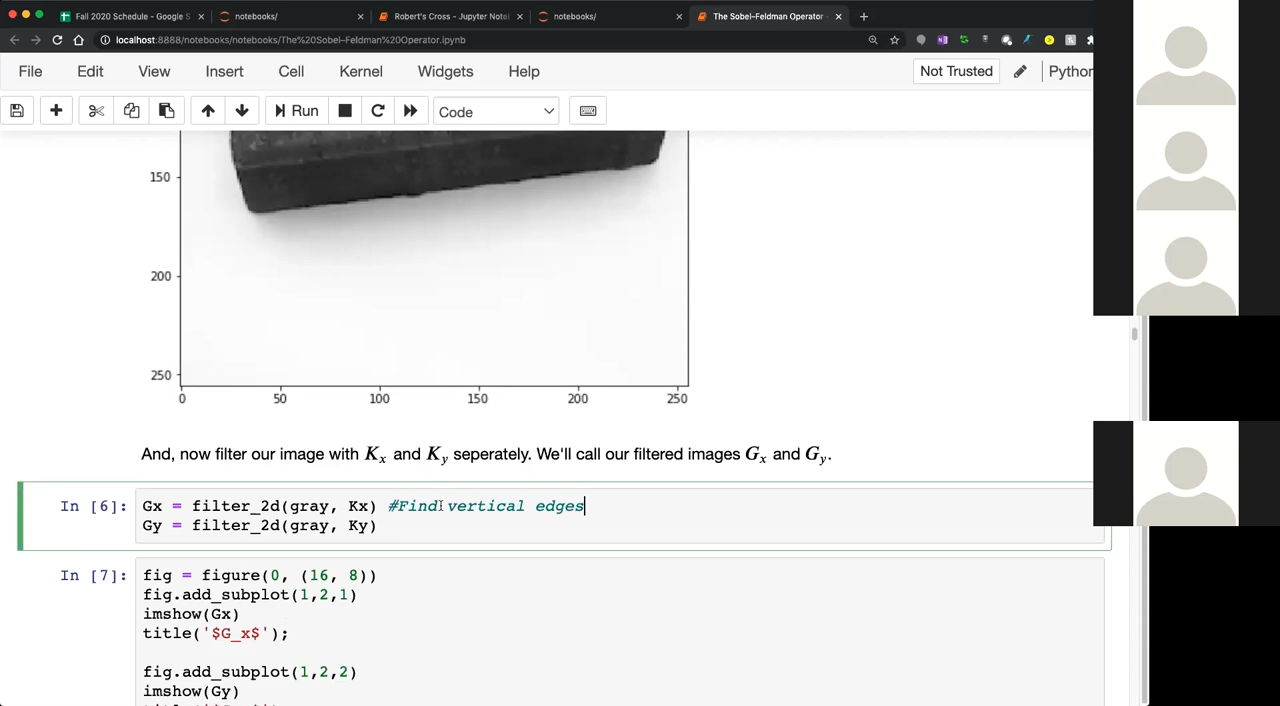 Fall 2020 Schedule - Google S
notebooks/
Robert's Cross - Jupyter Note
notebooks/
The Sobel–Feldman Operator -
localhost:8888/notebooks/notebooks/The%20Sobel–Feldman%20Operator.ipynb
File Edit View Insert Cell Kernel Widgets Help Not Trusted Python
Run Code
150
200
250
0 50 100 150 200 250
And, now filter our image with Kx and Ky seperately. We'll call our filtered images Gx and Gy.
In [6]: Gx = filter_2d(gray, Kx) #Find vertical edges
Gy = filter_2d(gray, Ky)
In [7]: fig = figure(0, (16, 8))
fig.add_subplot(1,2,1)
imshow(Gx)
title('$G_x$');
fig.add_subplot(1,2,2)
imshow(Gy)